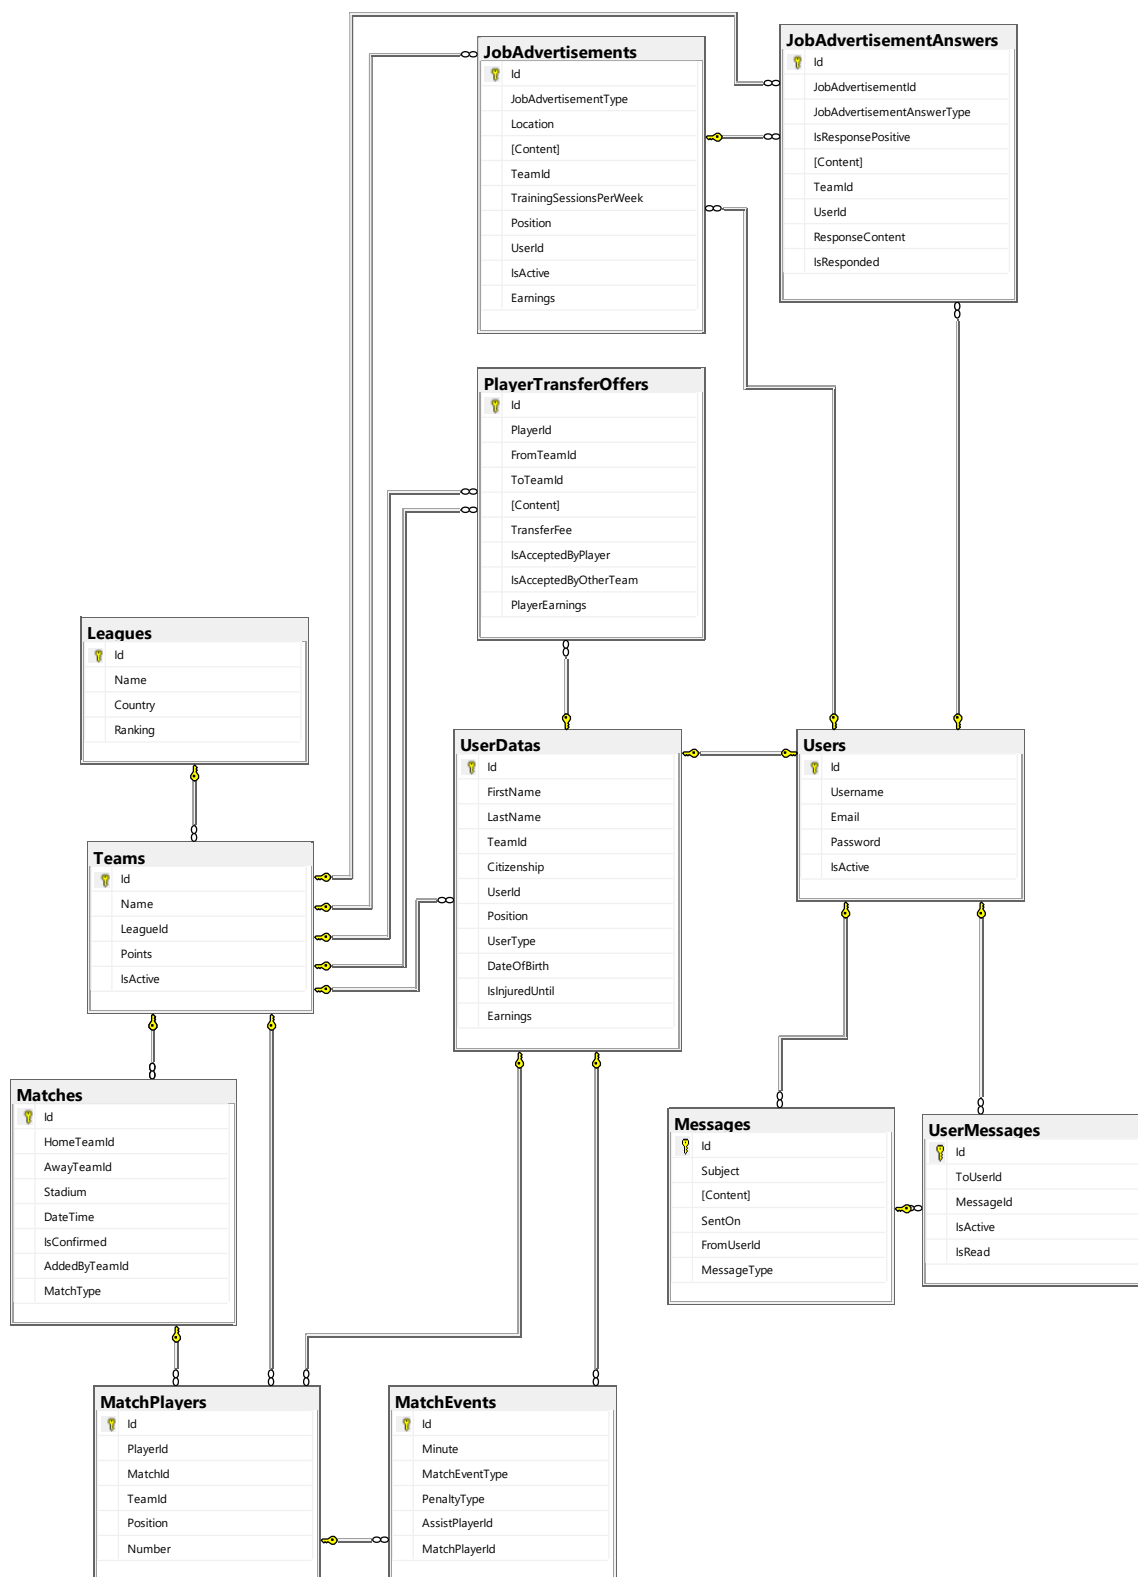 JobAdvertisements
Id
JobAdvertisementType
Location
[Content]
TeamId
TrainingSessionsPerWeek
Position
UserId
IsActive
Earnings
JobAdvertisementAnswers
Id
JobAdvertisementId
JobAdvertisementAnswerType
IsResponsePositive
[Content]
TeamId
UserId
ResponseContent
IsResponded
PlayerTransferOffers
Id
PlayerId
FromTeamId
ToTeamId
[Content]
TransferFee
IsAcceptedByPlayer
IsAcceptedByOtherTeam
PlayerEarnings
Leagues
Id
Name
Country
Ranking
UserDatas
Id
FirstName
LastName
TeamId
Citizenship
UserId
Position
UserType
DateOfBirth
IsInjuredUntil
Earnings
Users
Id
Username
Email
Password
IsActive
Teams
Id
Name
LeagueId
Points
IsActive
Matches
Id
HomeTeamId
AwayTeamId
Stadium
DateTime
IsConfirmed
AddedByTeamId
MatchType
Messages
Id
Subject
[Content]
SentOn
FromUserId
MessageType
UserMessages
Id
ToUserId
MessageId
IsActive
IsRead
MatchPlayers
Id
PlayerId
MatchId
TeamId
Position
Number
MatchEvents
Id
Minute
MatchEventType
PenaltyType
AssistPlayerId
MatchPlayerId